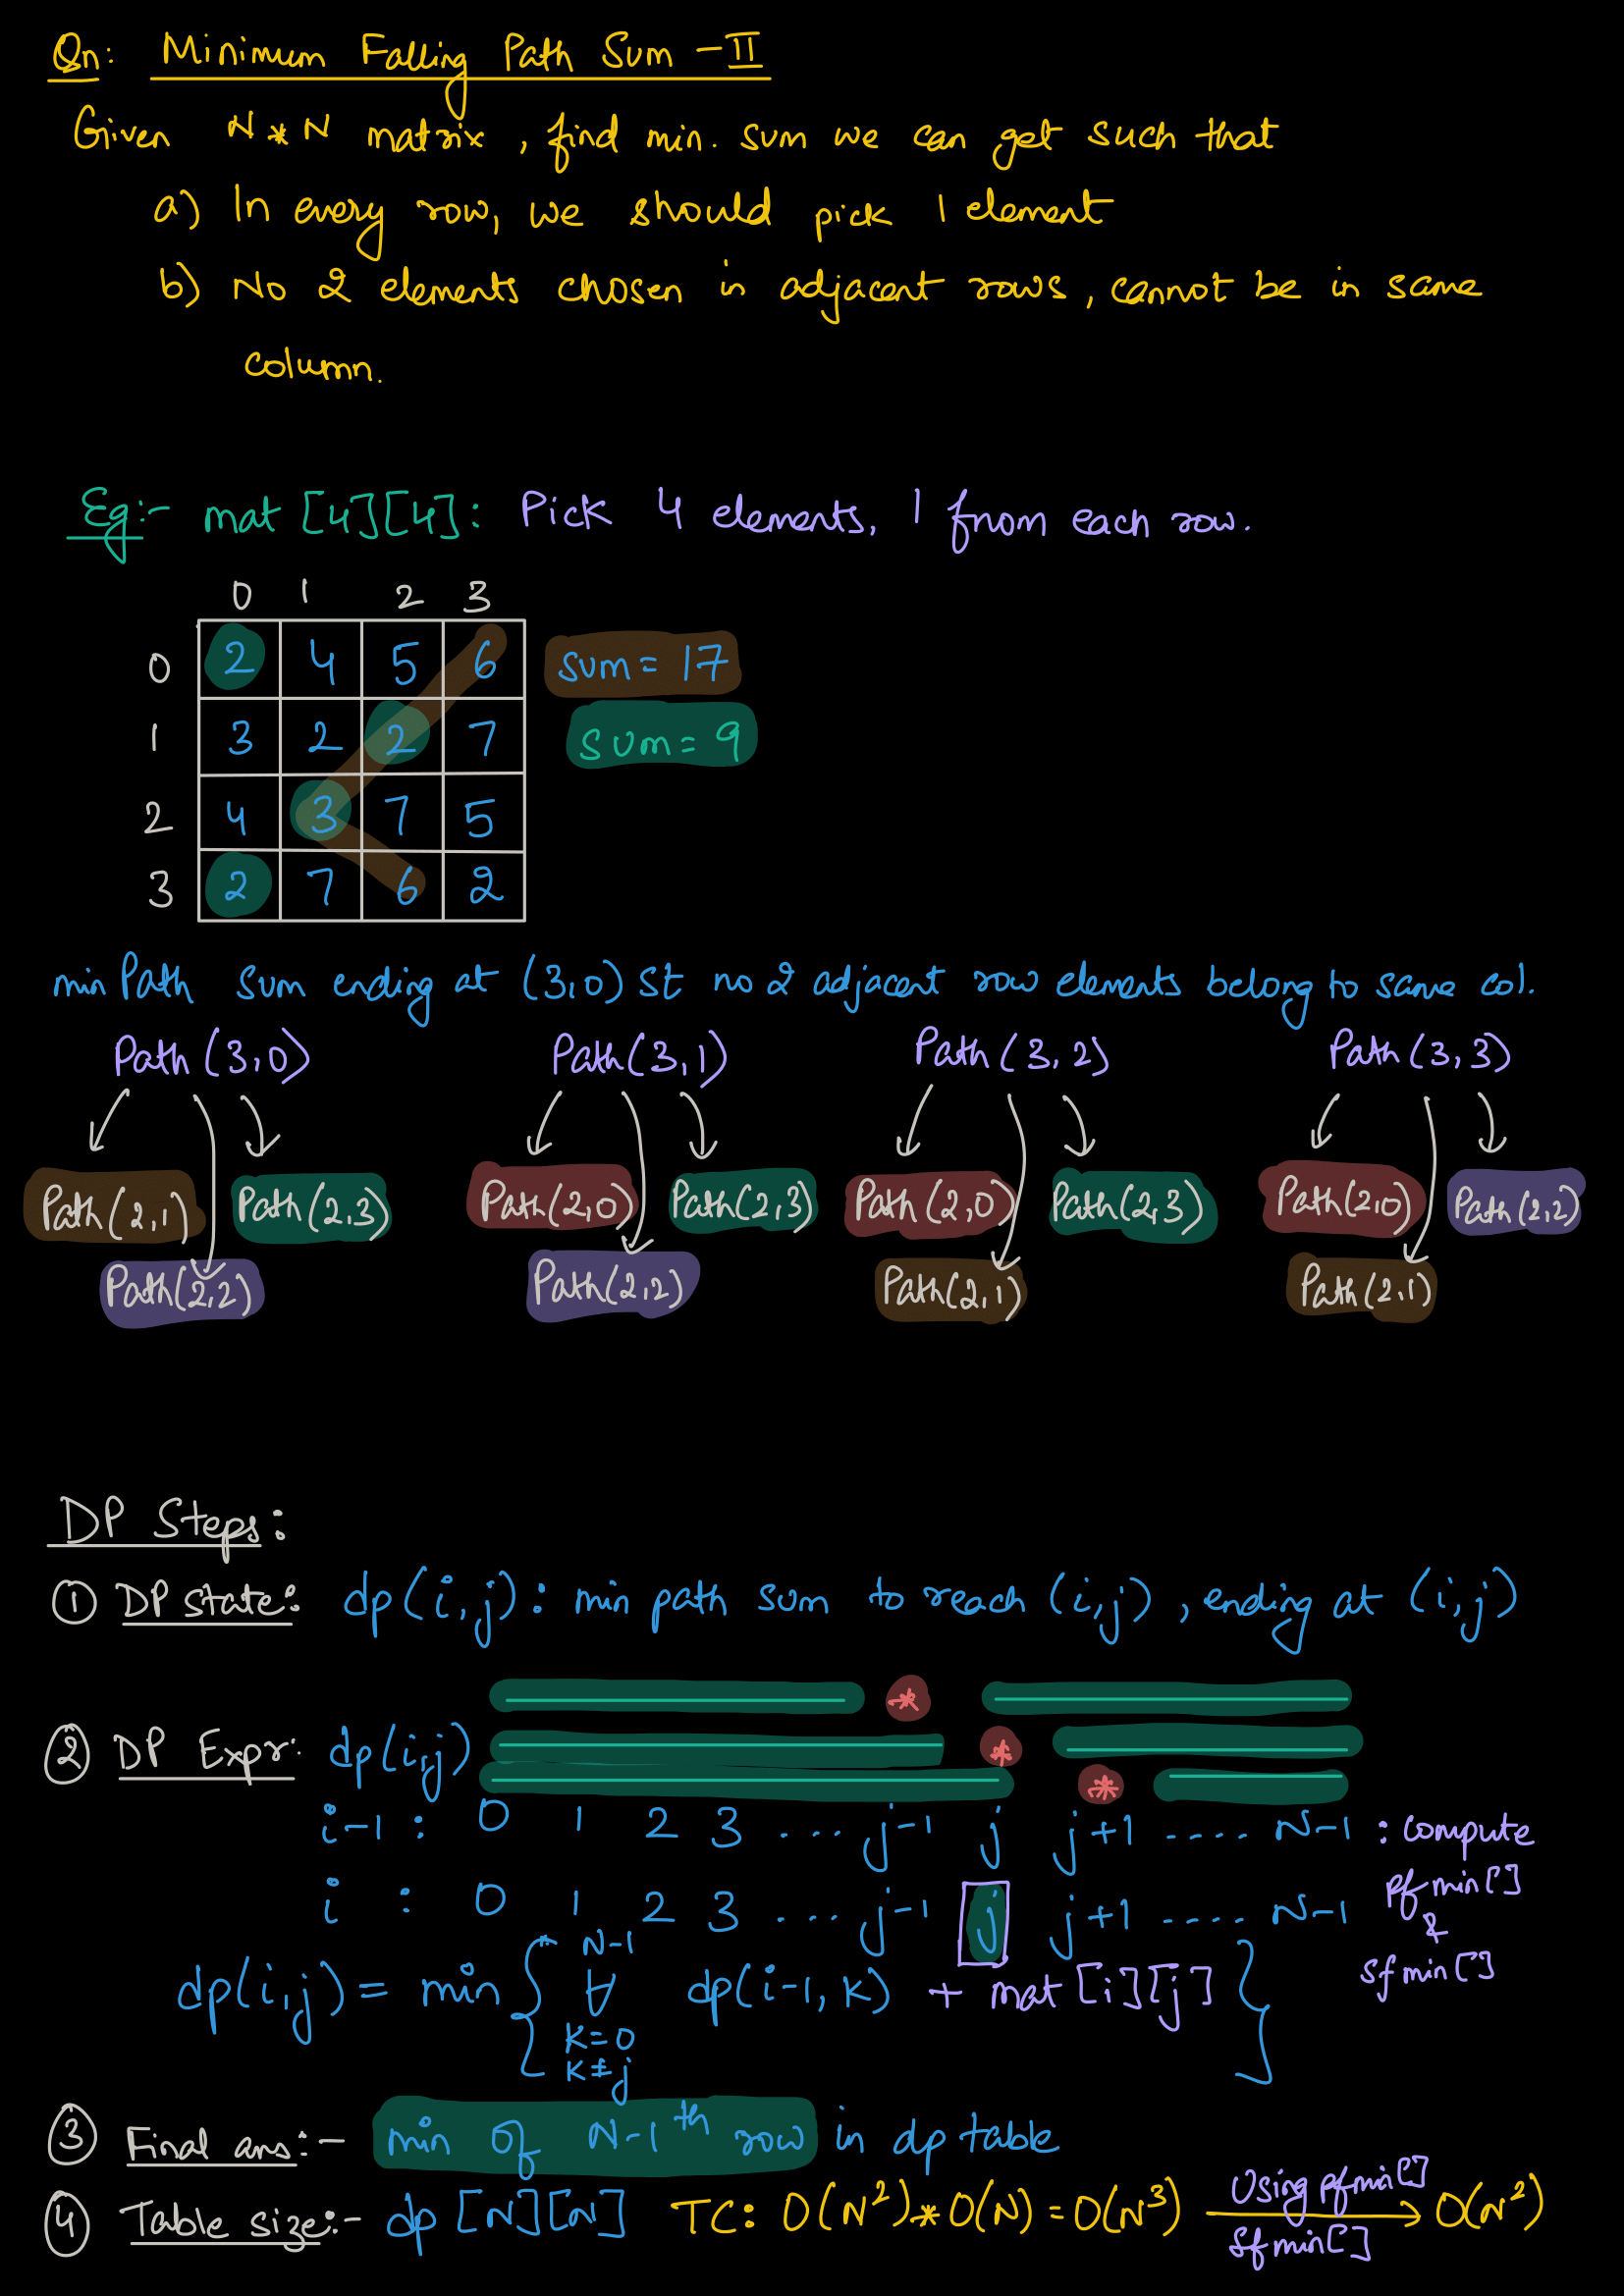 Qn: Minimum Falling Path Sum - II
Given N * N matrix, find min. sum we can get such that
a) In every row, we should pick 1 element
b) No 2 elements chosen in adjacent rows, cannot be in same
column.
Eg:- mat [4][4]: Pick 4 elements, 1 from each row.
0 1 2 3
0 2 4 5 6 sum = 17
1 3 2 2 7 sum = 9
2 4 3 7 5
3 2 7 6 2
min Path sum ending at (3,0) st no 2 adjacent row elements belong to same col.
Path (3,0) Path (3,1) Path (3,2) Path (3,3)
Path(2,1) Path(2,3) Path(2,0) Path(2,3) Path(2,0) Path(2,3) Path(2,0) Path(2,2)
Path(2,2) Path(2,2) Path(2,1) Path(2,1)
DP Steps:
① DP state: dp(i,j): min path sum to reach (i,j), ending at (i,j)
*
② DP Expr: dp(i,j) *
*
i-1 : 0 1 2 3 ... j-1 j j+1 .... N-1 : compute
pfmin[]
i : 0 1 2 3 ... j-1 j j+1 .... N-1
&
sfmin[]
N-1
dp(i,j) = min { ∀ dp(i-1, K) + mat[i][j] }
K=0
K≠j
③ Final ans:- min of N-1th row in dp table
④ Table size:- dp [N][N] TC: O(N²)*O(N) = O(N³) Using pfmin[] → O(N²)
sfmin[]